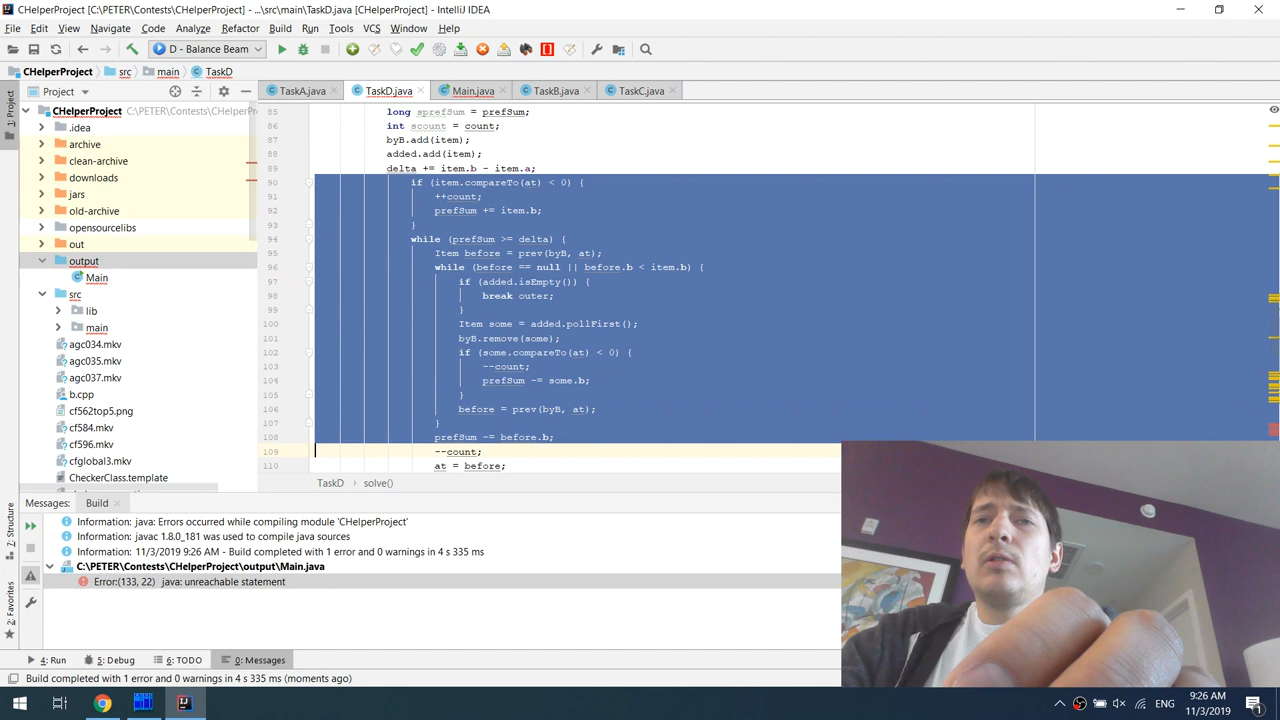 CHelperProject [C:\PETER\Contests\CHelperProject] - ...\src\main\TaskD.java [CHelperProject] - IntelliJ IDEA
File Edit View Navigate Code Analyze Refactor Build Run Tools VCS Window Help
D - Balance Beam
CHelperProject src main TaskD
Project
TaskA.java TaskD.java Main.java TaskB.java TaskC.java
1: Project
CHelperProject C:\PETER\Contests\CHelperProject
.idea
archive
clean-archive
downloads
jars
old-archive
opensourcelibs
out
output
Main
src
lib
main
agc034.mkv
agc035.mkv
agc037.mkv
b.cpp
cf562top5.png
cf584.mkv
cf596.mkv
cfglobal3.mkv
CheckerClass.template
85 long sprefSum = prefSum;
86 int scount = count;
87 byB.add(item);
88 added.add(item);
89 delta += item.b - item.a;
90 if (item.compareTo(at) < 0) {
91 ++count;
92 prefSum += item.b;
93 }
94 while (prefSum >= delta) {
95 Item before = prev(byB, at);
96 while (before == null || before.b < item.b) {
97 if (added.isEmpty()) {
98 break outer;
99 }
100 Item some = added.pollFirst();
101 byB.remove(some);
102 if (some.compareTo(at) < 0) {
103 --count;
104 prefSum -= some.b;
105 }
106 before = prev(byB, at);
107 }
108 prefSum -= before.b;
109 --count;
110 at = before;
TaskD solve()
Messages: Build
Information: java: Errors occurred while compiling module 'CHelperProject'
Information: javac 1.8.0_181 was used to compile java sources
Information: 11/3/2019 9:26 AM - Build completed with 1 error and 0 warnings in 4 s 335 ms
C:\PETER\Contests\CHelperProject\output\Main.java
Error:(133, 22) java: unreachable statement
7: Structure
2: Favorites
4: Run 5: Debug 6: TODO 0: Messages
Build completed with 1 error and 0 warnings in 4 s 335 ms (moments ago)
ENG
9:26 AM
11/3/2019
1